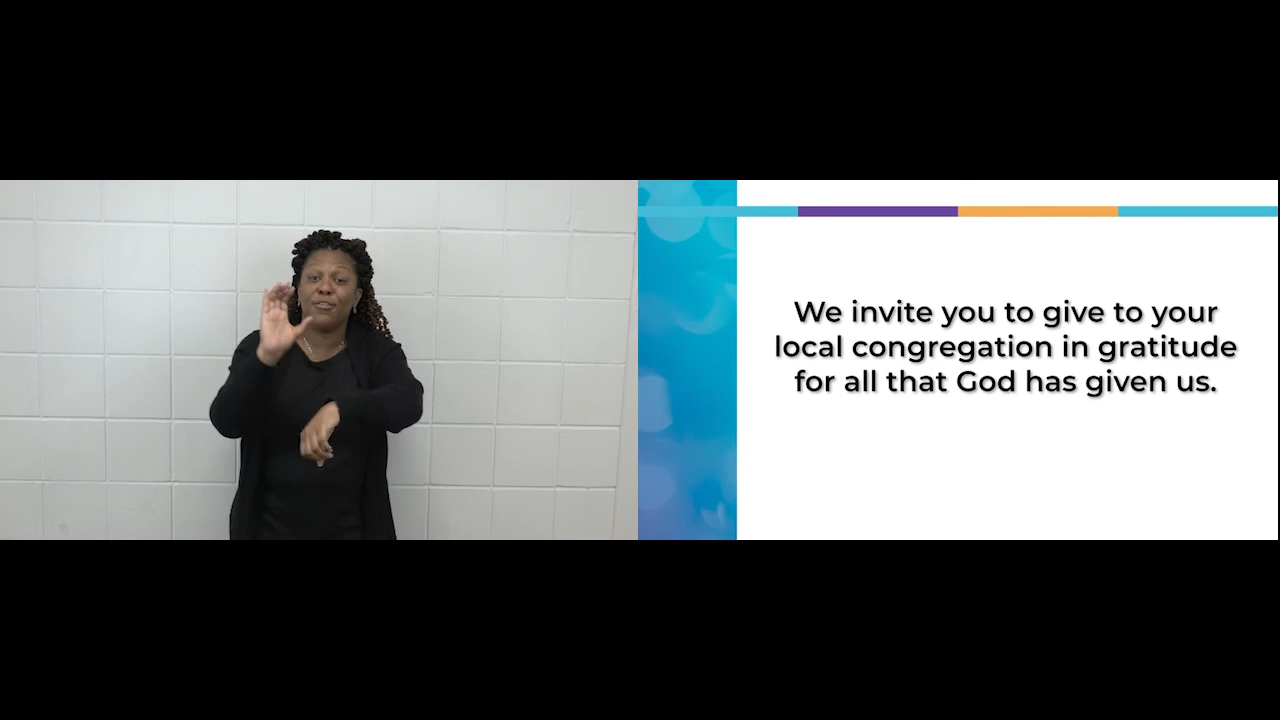 We invite you to give to your
local congregation in gratitude
for all that God has given us.